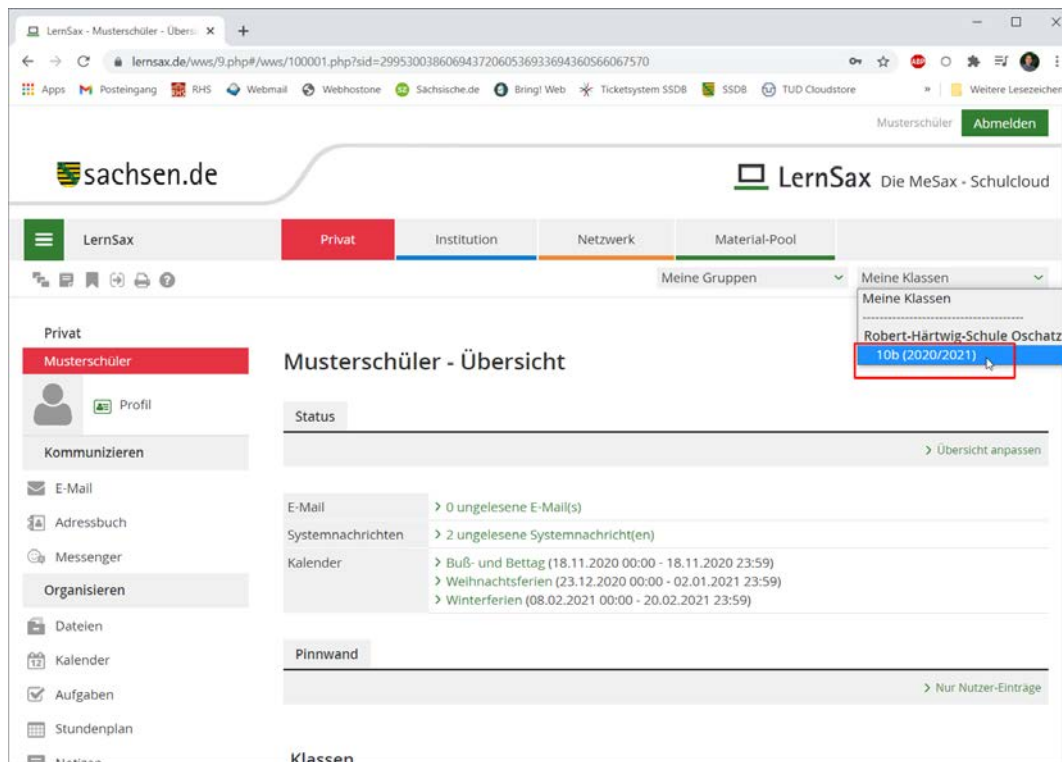 LernSax - Musterschüler - Übers
lernsax.de/wws/9.php#/wws/100001.php?sid=29953003860694372060536933694360566067570
ABP
Apps Posteingang RHS Webmail Webhostone Sächsische.de Bring! Web Ticketsystem SSDB SSDB TUD Cloudstore » Weitere Lesezeichen
Musterschüler Abmelden
sachsen.de
LernSax Die MeSax - Schulcloud
LernSax Privat Institution Netzwerk Material-Pool
Meine Gruppen Meine Klassen
Meine Klassen
------------------------------------
Robert-Härtwig-Schule Oschatz
10b (2020/2021)
Privat
Musterschüler
Profil
Kommunizieren
E-Mail
Adressbuch
Messenger
Organisieren
Dateien
12 Kalender
Aufgaben
Stundenplan
Notizen
Musterschüler - Übersicht
Status
Übersicht anpassen
E-Mail 0 ungelesene E-Mail(s)
Systemnachrichten 2 ungelesene Systemnachricht(en)
Kalender Buß- und Bettag (18.11.2020 00:00 - 18.11.2020 23:59)
Weihnachtsferien (23.12.2020 00:00 - 02.01.2021 23:59)
Winterferien (08.02.2021 00:00 - 20.02.2021 23:59)
Pinnwand
Nur Nutzer-Einträge
Klassen